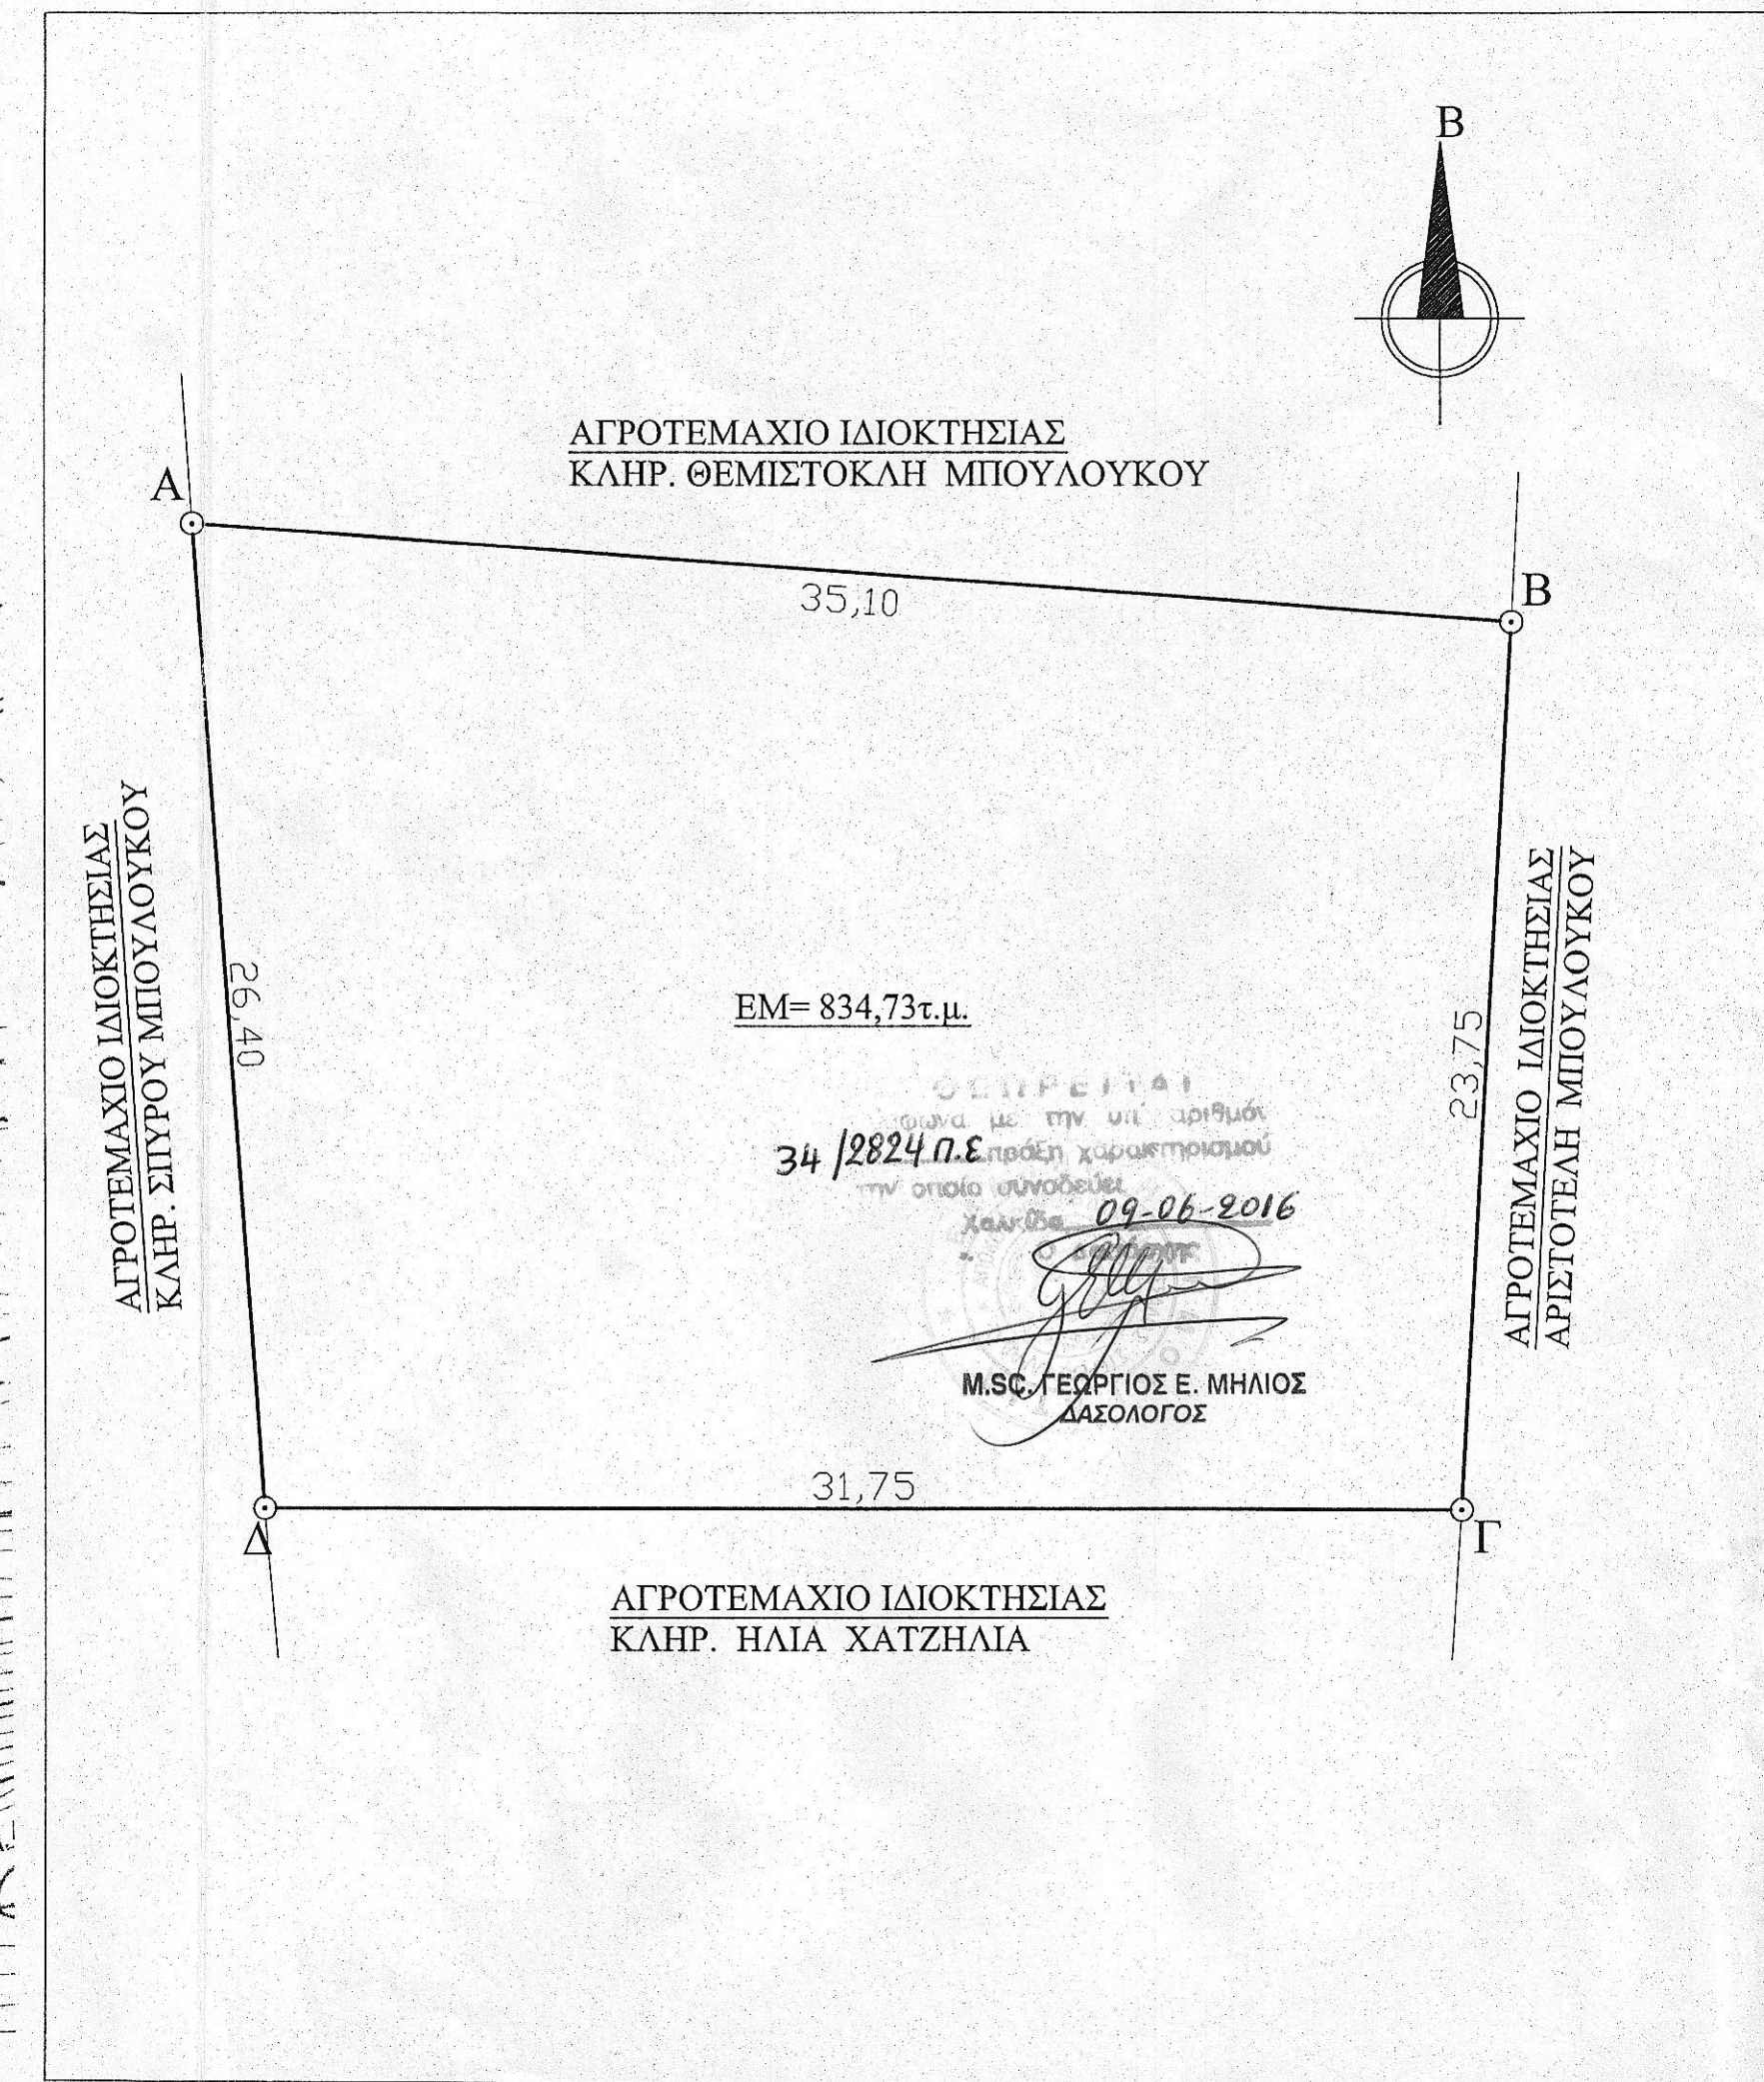 Β
ΑΓΡΟΤΕΜΑΧΙΟ ΙΔΙΟΚΤΗΣΙΑΣ
ΚΛΗΡ. ΘΕΜΙΣΤΟΚΛΗ ΜΠΟΥΛΟΥΚΟΥ
Α
Β
35,10
ΑΓΡΟΤΕΜΑΧΙΟ ΙΔΙΟΚΤΗΣΙΑΣ
ΚΛΗΡ. ΣΠΥΡΟΥ ΜΠΟΥΛΟΥΚΟΥ
26,40
ΕΜ= 834,73τ.μ.
23,75
ΑΓΡΟΤΕΜΑΧΙΟ ΙΔΙΟΚΤΗΣΙΑΣ
ΑΡΙΣΤΟΤΕΛΗ ΜΠΟΥΛΟΥΚΟΥ
ΘΕΩΡΕΙΤΑΙ
με την υπ' αριθμόν
34/2824 Π.Ε πράξη χαρακτηρισμού
την οποία συνοδεύει
Χαλκίδα 09-06-2016
Ο
M.SC. ΓΕΩΡΓΙΟΣ Ε. ΜΗΛΙΟΣ
ΔΑΣΟΛΟΓΟΣ
31,75
Δ
Γ
ΑΓΡΟΤΕΜΑΧΙΟ ΙΔΙΟΚΤΗΣΙΑΣ
ΚΛΗΡ. ΗΛΙΑ ΧΑΤΖΗΛΙΑ